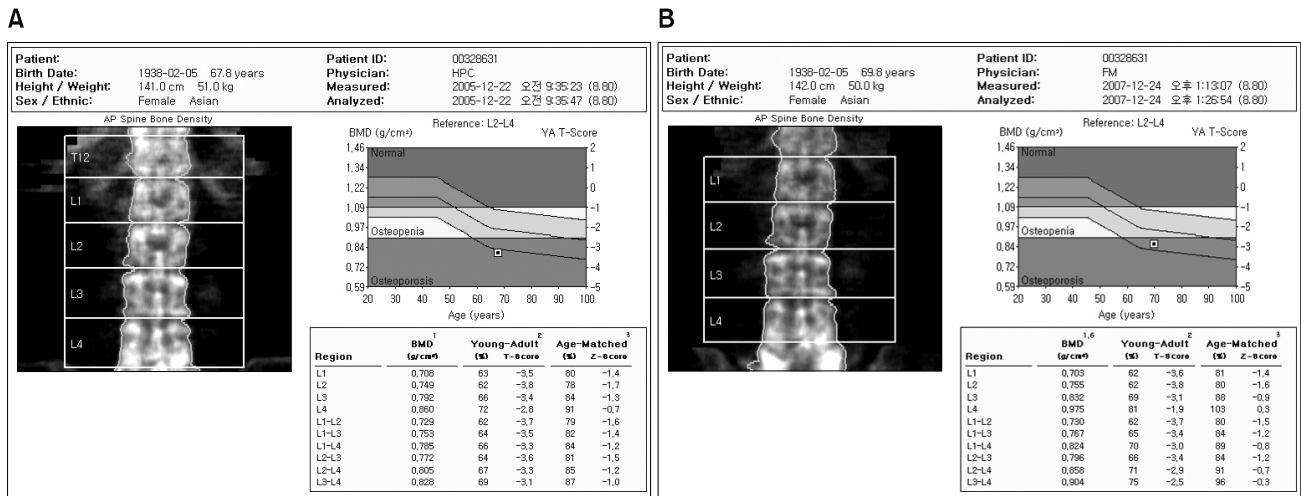 A
Patient:
Birth Date: 1938-02-05 67.8 years
Height / Weight: 141.0 cm 51.0 kg
Sex / Ethnic: Female Asian
Patient ID: 00328631
Physician: HPC
Measured: 2005-12-22 오전 9:35:23 (8.80)
Analyzed: 2005-12-22 오전 9:35:47 (8.80)
AP Spine Bone Density
T12
L1
L2
L3
L4
Reference: L2-L4
BMD (g/cm²) YA T-Score
1,46 2
Normal
1,34 1
1,22 0
1,09 -1
0,97 -2
Osteopenia
0,84 -3
0,72 -4
Osteoporosis
0,59 -5
20 30 40 50 60 70 80 90 100
Age (years)
1 2 3
BMD Young-Adult Age-Matched
Region (g/cm²) (%) T-Score (%) Z-Score
L1 0,708 63 -3,5 80 -1,4
L2 0,749 62 -3,8 78 -1,7
L3 0,792 66 -3,4 84 -1,3
L4 0,860 72 -2,8 91 -0,7
L1-L2 0,729 62 -3,7 79 -1,6
L1-L3 0,753 64 -3,5 82 -1,4
L1-L4 0,785 66 -3,3 84 -1,2
L2-L3 0,772 64 -3,6 81 -1,5
L2-L4 0,805 67 -3,3 85 -1,2
L3-L4 0,828 69 -3,1 87 -1,0
B
Patient:
Birth Date: 1938-02-05 69.8 years
Height / Weight: 142.0 cm 50.0 kg
Sex / Ethnic: Female Asian
Patient ID: 00328631
Physician: FM
Measured: 2007-12-24 오후 1:13:07 (8.80)
Analyzed: 2007-12-24 오후 1:26:54 (8.80)
AP Spine Bone Density
L1
L2
L3
L4
Reference: L2-L4
BMD (g/cm²) YA T-Score
1,46 2
Normal
1,34 1
1,22 0
1,09 -1
0,97 -2
Osteopenia
0,84 -3
0,72 -4
Osteoporosis
0,59 -5
20 30 40 50 60 70 80 90 100
Age (years)
1,6 2 3
BMD Young-Adult Age-Matched
Region (g/cm²) (%) T-Score (%) Z-Score
L1 0,703 62 -3,6 81 -1,4
L2 0,755 62 -3,8 80 -1,6
L3 0,832 69 -3,1 88 -0,9
L4 0,975 81 -1,9 103 0,3
L1-L2 0,730 62 -3,7 80 -1,5
L1-L3 0,767 65 -3,4 84 -1,2
L1-L4 0,824 70 -3,0 89 -0,8
L2-L3 0,796 66 -3,4 84 -1,2
L2-L4 0,858 71 -2,9 91 -0,7
L3-L4 0,904 75 -2,5 96 -0,3